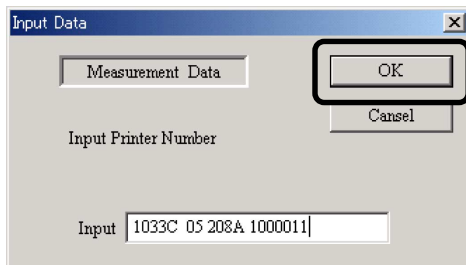 Input Data
Measurement Data
OK
Cansel
Input Printer Number
Input 1033C 05 208A 1000011